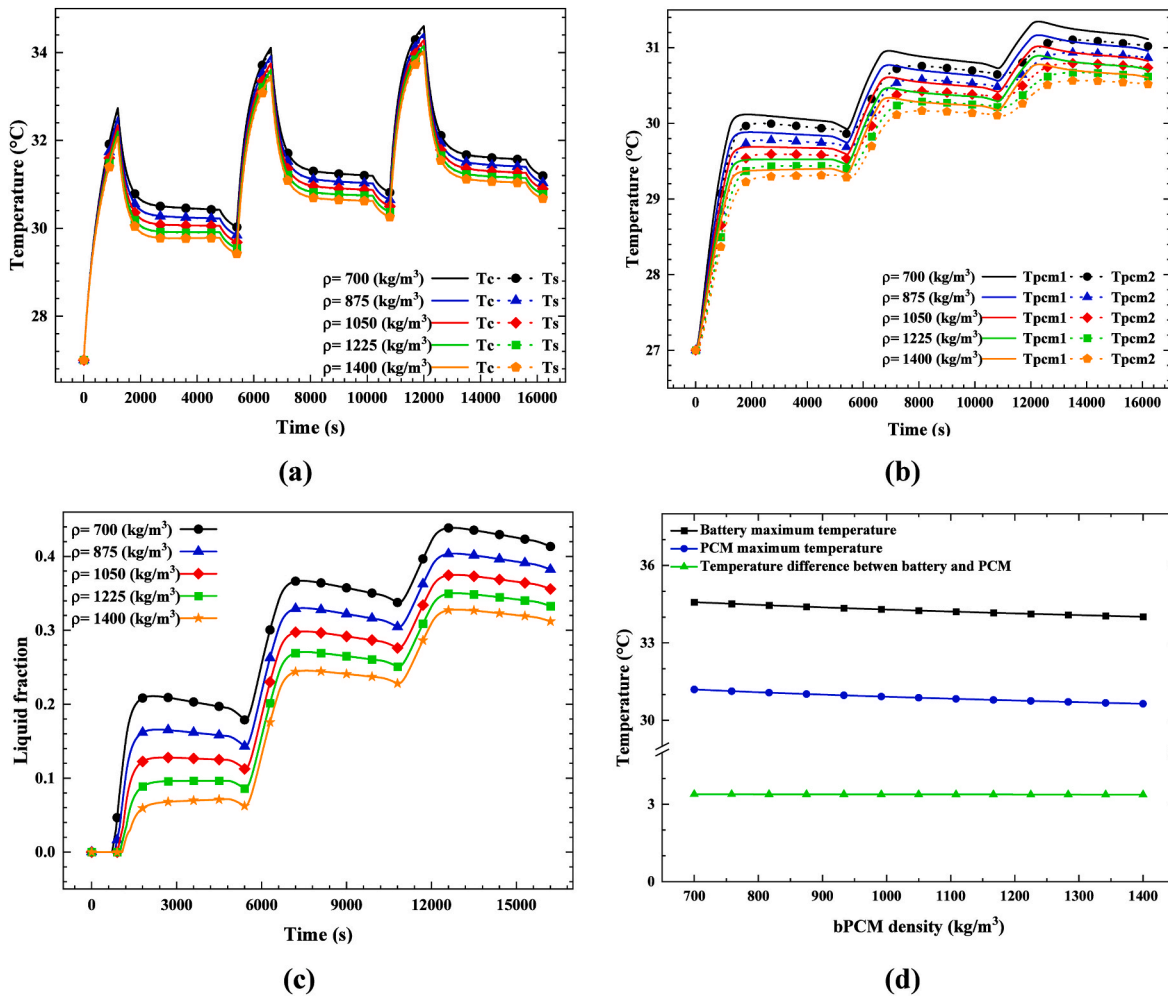 Temperature (°C)
34
32
30
28
ρ= 700 (kg/m³) Tc Ts
ρ= 875 (kg/m³) Tc Ts
ρ= 1050 (kg/m³) Tc Ts
ρ= 1225 (kg/m³) Tc Ts
ρ= 1400 (kg/m³) Tc Ts
0 2000 4000 6000 8000 10000 12000 14000 16000
Time (s)
(a)
Temperature (°C)
31
30
29
28
27
ρ= 700 (kg/m³) Tpcm1 Tpcm2
ρ= 875 (kg/m³) Tpcm1 Tpcm2
ρ= 1050 (kg/m³) Tpcm1 Tpcm2
ρ= 1225 (kg/m³) Tpcm1 Tpcm2
ρ= 1400 (kg/m³) Tpcm1 Tpcm2
0 2000 4000 6000 8000 10000 12000 14000 16000
Time (s)
(b)
Liquid fraction
0.4
0.3
0.2
0.1
0.0
ρ= 700 (kg/m³)
ρ= 875 (kg/m³)
ρ= 1050 (kg/m³)
ρ= 1225 (kg/m³)
ρ= 1400 (kg/m³)
0 3000 6000 9000 12000 15000
Time (s)
(c)
Temperature (°C)
36
33
30
3
0
Battery maximum temperature
PCM maximum temperature
Temperature difference betwen battery and PCM
700 800 900 1000 1100 1200 1300 1400
bPCM density (kg/m³)
(d)